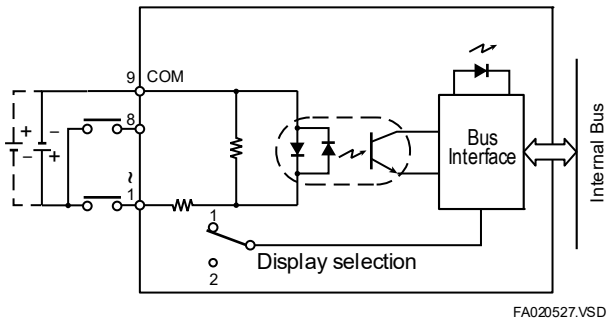 9 COM
8
~
1
+
−
−
+
Bus
Interface
Internal Bus
1
2
Display selection
FA020527.VSD